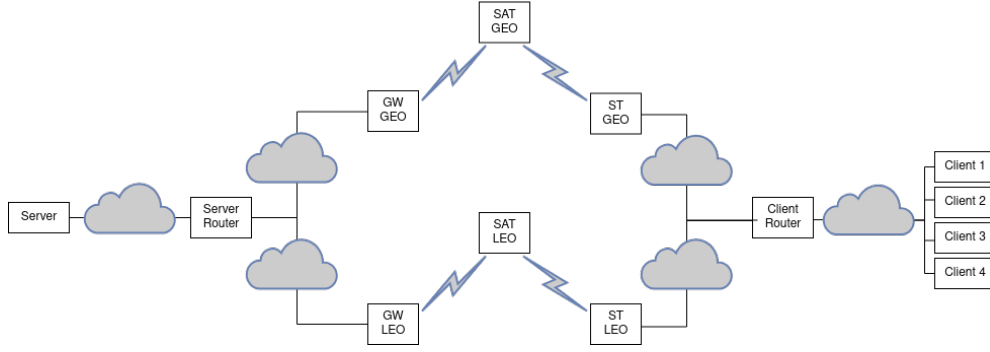 SAT
GEO
GW
GEO
ST
GEO
Server
Server
Router
SAT
LEO
Client
Router
Client 1
Client 2
Client 3
Client 4
GW
LEO
ST
LEO